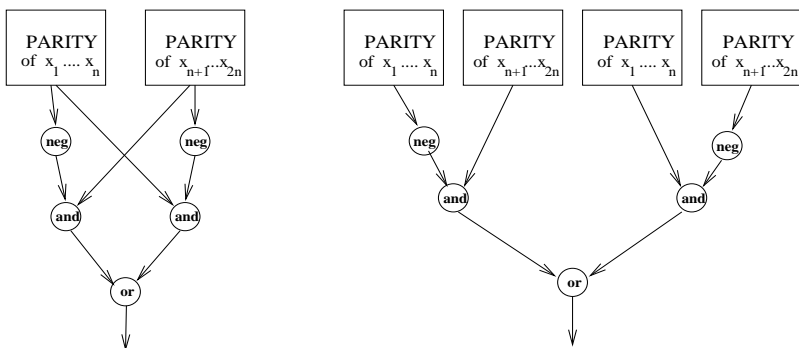 PARITY PARITY PARITY PARITY PARITY PARITY
of x1 .... xn of xn+1...x2n of x1 .... xn of xn+1...x2n of x1 .... xn of xn+1...x2n
neg neg neg neg
and and and and
or or